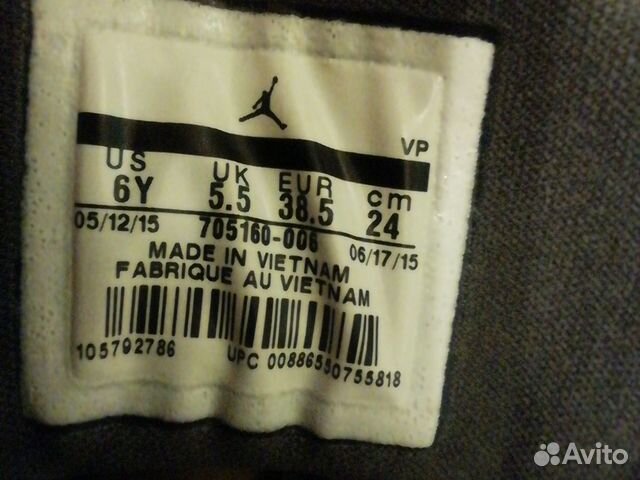 VP
US UK EUR cm
6Y 5.5 38.5 24
05/12/15 705160-006 06/17/15
MADE IN VIETNAM
FABRIQUE AU VIETNAM
105792786 UPC 00886550755818
Avito